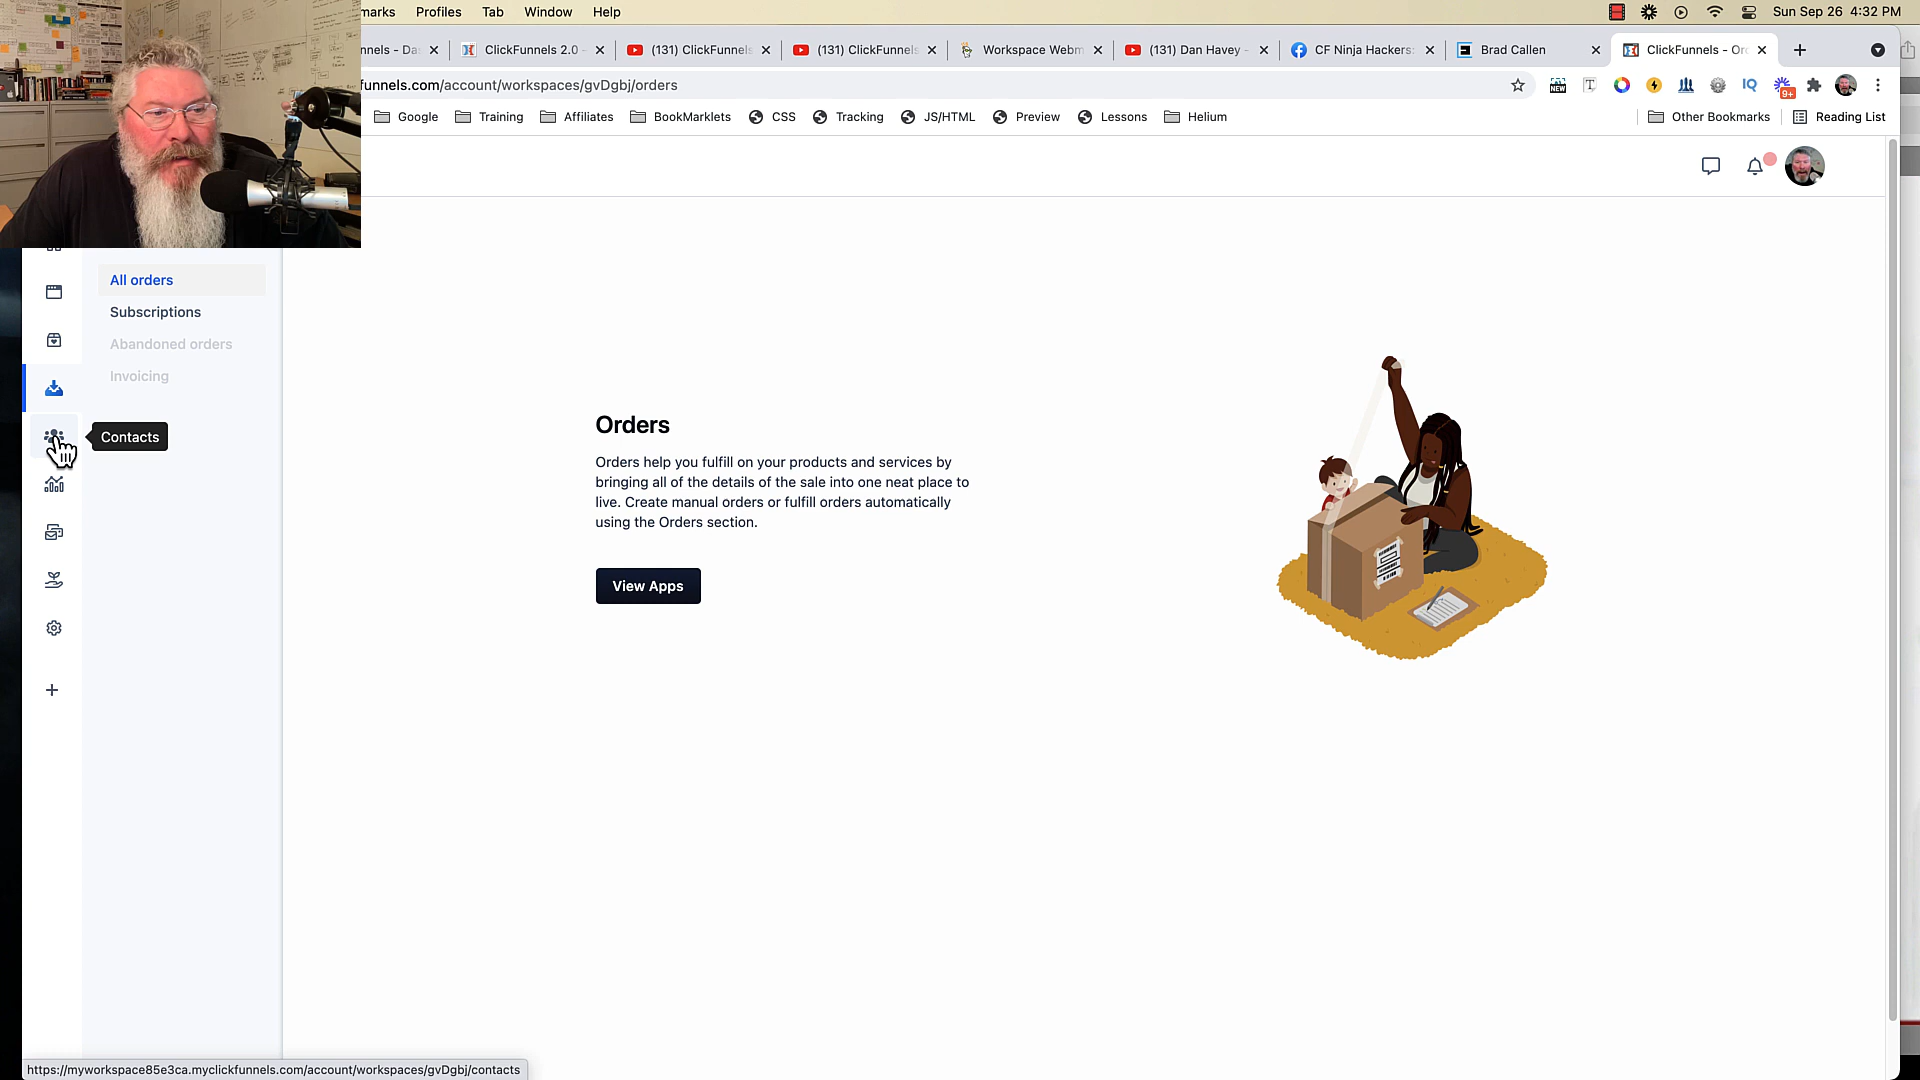 marks Profiles Tab Window Help Sun Sep 26 4:32 PM
nnels - Da ClickFunnels 2.0 - (131) ClickFunnels (131) ClickFunnels Workspace Webm (131) Dan Havey - CF Ninja Hackers: Brad Callen ClickFunnels - Or
funnels.com/account/workspaces/gvDgbj/orders NEW T IQ 9+
Google Training Affiliates BookMarklets CSS Tracking JS/HTML Preview Lessons Helium Other Bookmarks Reading List
All orders
Subscriptions
Abandoned orders
Invoicing
Contacts
Orders
Orders help you fulfill on your products and services by
bringing all of the details of the sale into one neat place to
live. Create manual orders or fulfill orders automatically
using the Orders section.
View Apps
https://myworkspace85e3ca.myclickfunnels.com/account/workspaces/gvDgbj/contacts